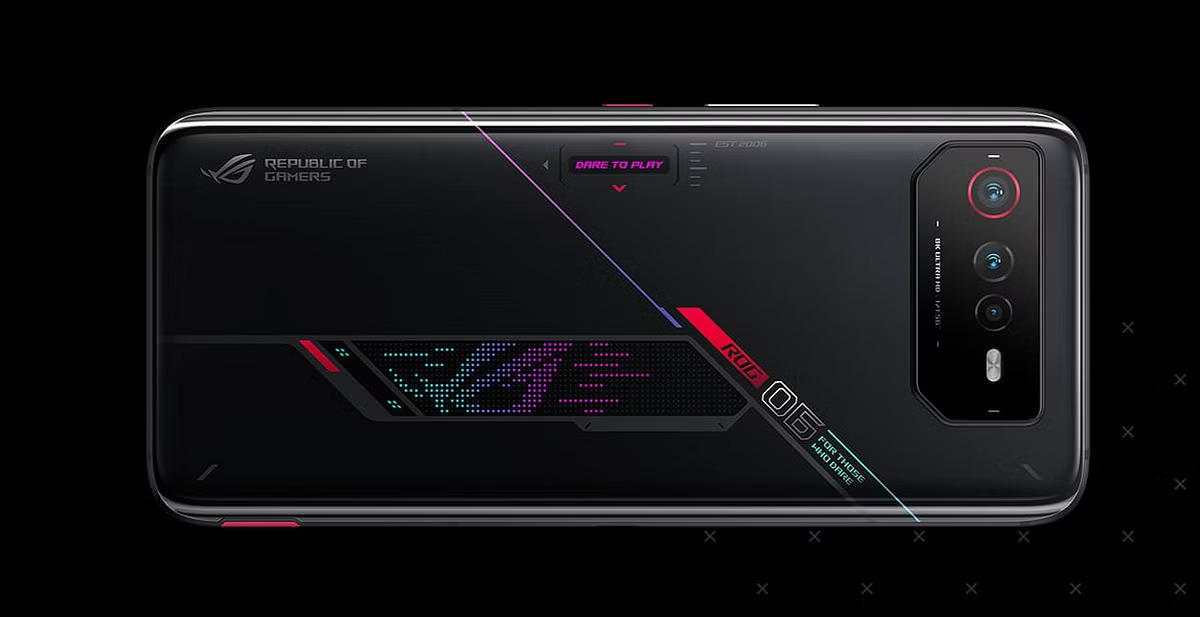 REPUBLIC OF
GAMERS
DARE TO PLAY
EST.2006
8K ULTRA HD
ROG
06
FOR THOSE
WHO DARE